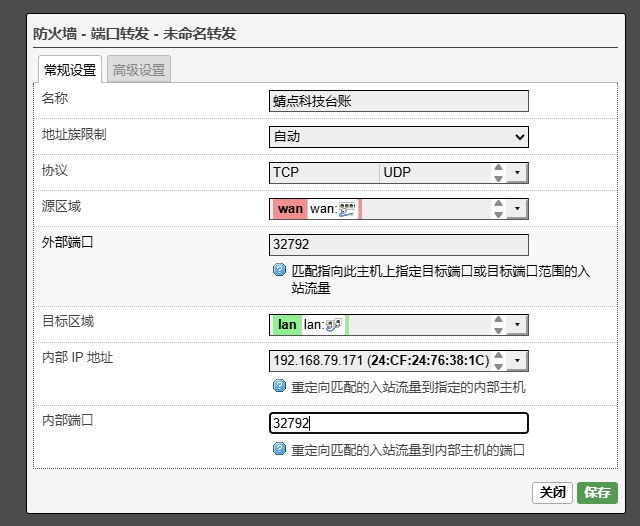 防火墙 - 端口转发 - 未命名转发
常规设置 高级设置
名称 蜻点科技台账
地址族限制 自动
协议 TCP UDP
源区域 wan wan:
外部端口 32792
匹配指向此主机上指定目标端口或目标端口范围的入
站流量
目标区域 lan lan:
内部 IP 地址 192.168.79.171 (24:CF:24:76:38:1C)
重定向匹配的入站流量到指定的内部主机
内部端口 32792
重定向匹配的入站流量到内部主机的端口
关闭 保存